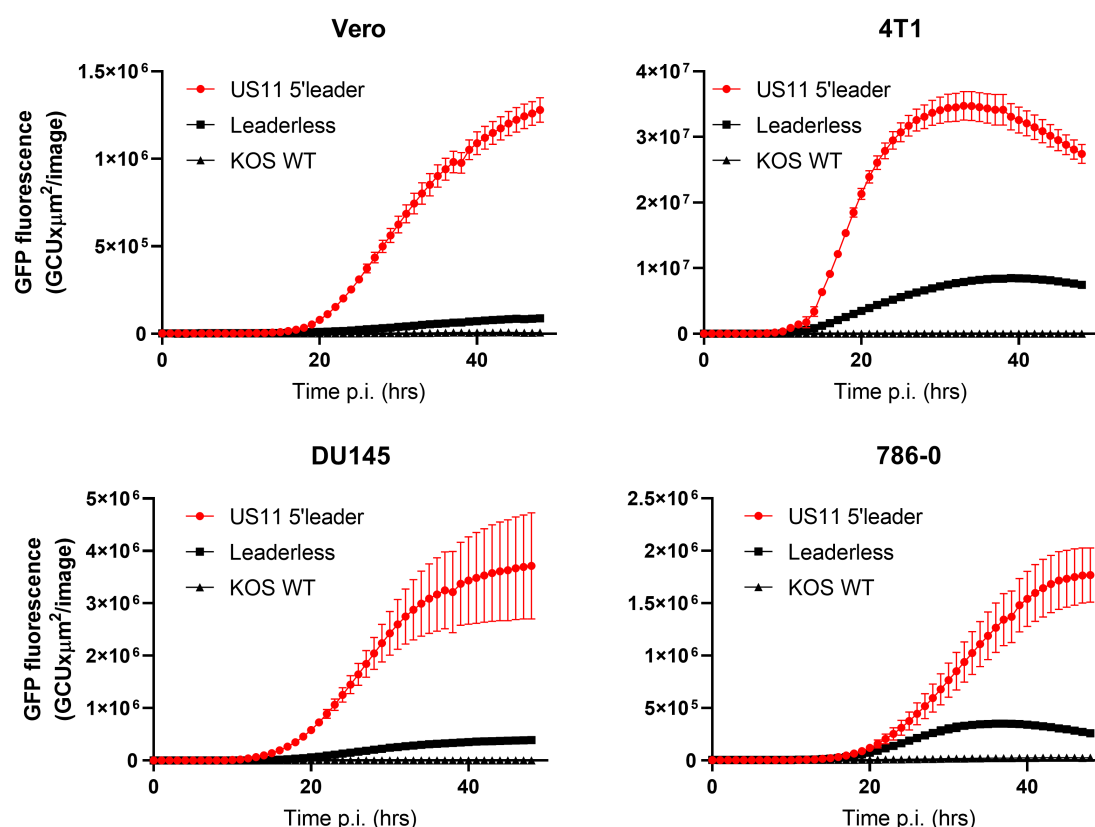 Vero
GFP fluorescence
(GCUxµm²/image)
1.5×10⁶
1×10⁶
5×10⁵
0
US11 5'leader
Leaderless
KOS WT
0 20 40
Time p.i. (hrs)
4T1
4×10⁷
3×10⁷
2×10⁷
1×10⁷
0
US11 5'leader
Leaderless
KOS WT
0 20 40
Time p.i. (hrs)
DU145
GFP fluorescence
(GCUxµm²/image)
5×10⁶
4×10⁶
3×10⁶
2×10⁶
1×10⁶
0
US11 5'leader
Leaderless
KOS WT
0 20 40
Time p.i. (hrs)
786-0
2.5×10⁶
2×10⁶
1.5×10⁶
1×10⁶
5×10⁵
0
US11 5'leader
Leaderless
KOS WT
0 20 40
Time p.i. (hrs)